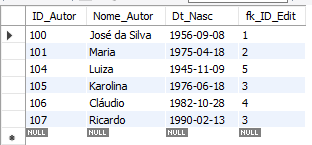 ID_Autor Nome_Autor Dt_Nasc fk_ID_Edit
100 José da Silva 1956-09-08 1
101 Maria 1975-04-18 2
104 Luiza 1945-11-09 5
105 Karolina 1976-06-18 3
106 Cláudio 1982-10-28 4
107 Ricardo 1990-02-13 3
NULL NULL NULL NULL